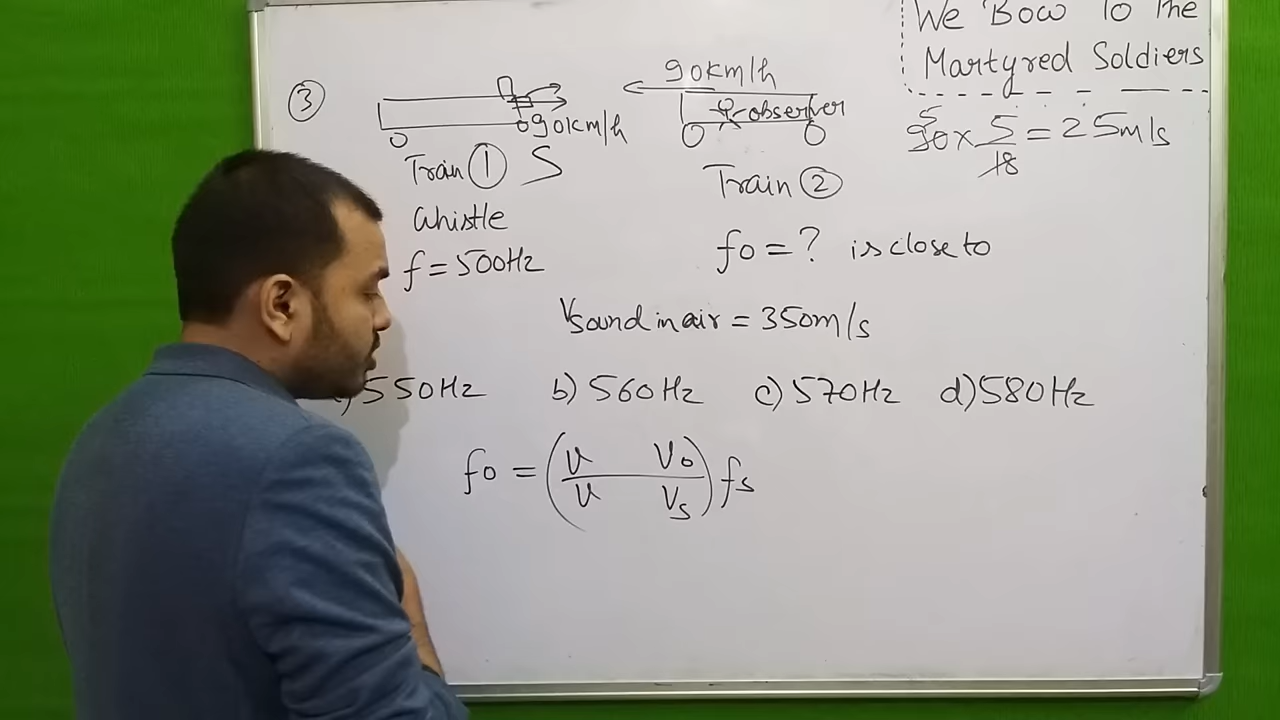 We Bow To The
Martyred Soldiers
③
90km/h
90km/h
observer
90 x 5/18 = 25m/s
5
Train ① S
Train ②
Whistle
f = 500Hz
fo = ? is close to
Vsound in air = 350m/s
550Hz b) 560Hz c) 570Hz d) 580Hz
fo = (V Vo / V Vs) fs